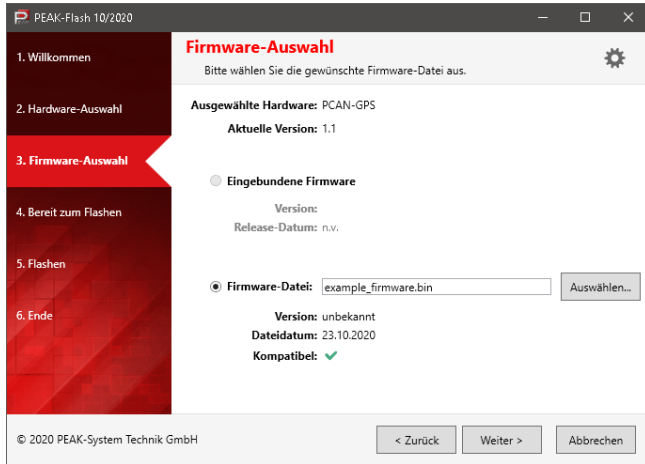 PEAK-Flash 10/2020
1. Willkommen
2. Hardware-Auswahl
3. Firmware-Auswahl
4. Bereit zum Flashen
5. Flashen
6. Ende
Firmware-Auswahl
Bitte wählen Sie die gewünschte Firmware-Datei aus.
Ausgewählte Hardware: PCAN-GPS
Aktuelle Version: 1.1
Eingebundene Firmware
Version:
Release-Datum: n.v.
Firmware-Datei: example_firmware.bin Auswählen...
Version: unbekannt
Dateidatum: 23.10.2020
Kompatibel:
© 2020 PEAK-System Technik GmbH < Zurück Weiter > Abbrechen